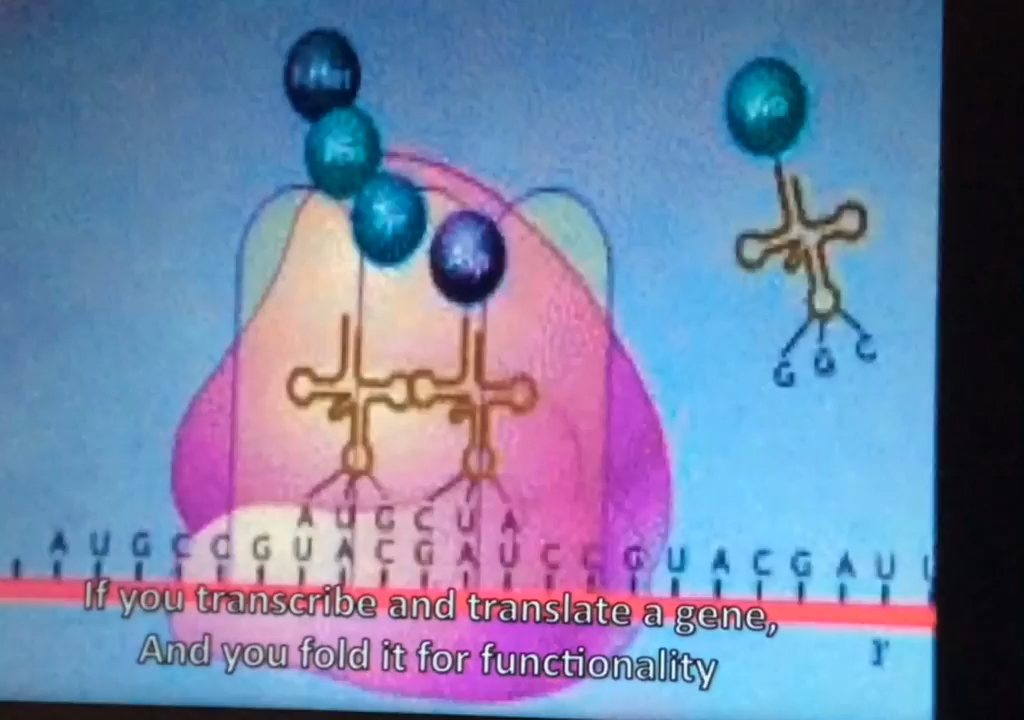 G G C
A U G C U A
A U G C C G U A C G A U C C G U A C G A U
If you transcribe and translate a gene,
And you fold it for functionality